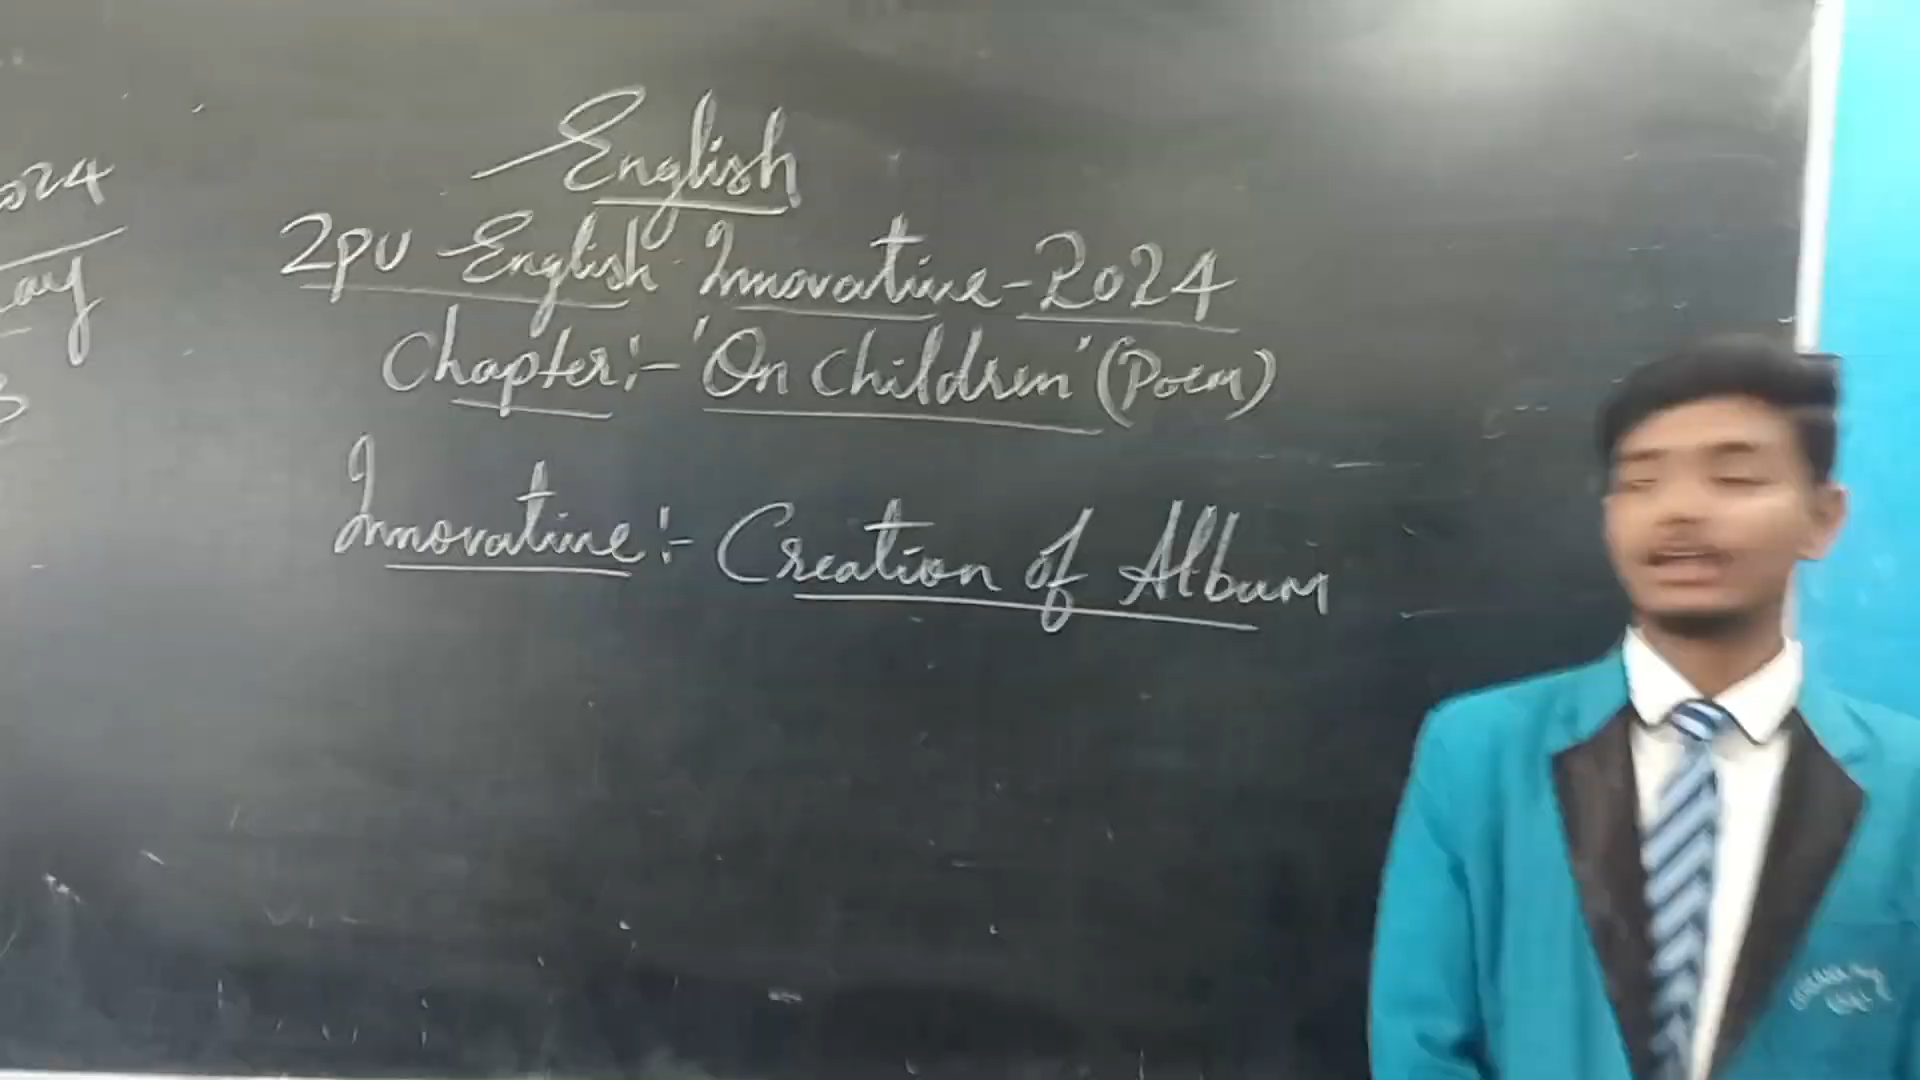 English
2PU English Innovative-2024
Chapter:- 'On Children' (Poem)
Innovative:- Creation of Album